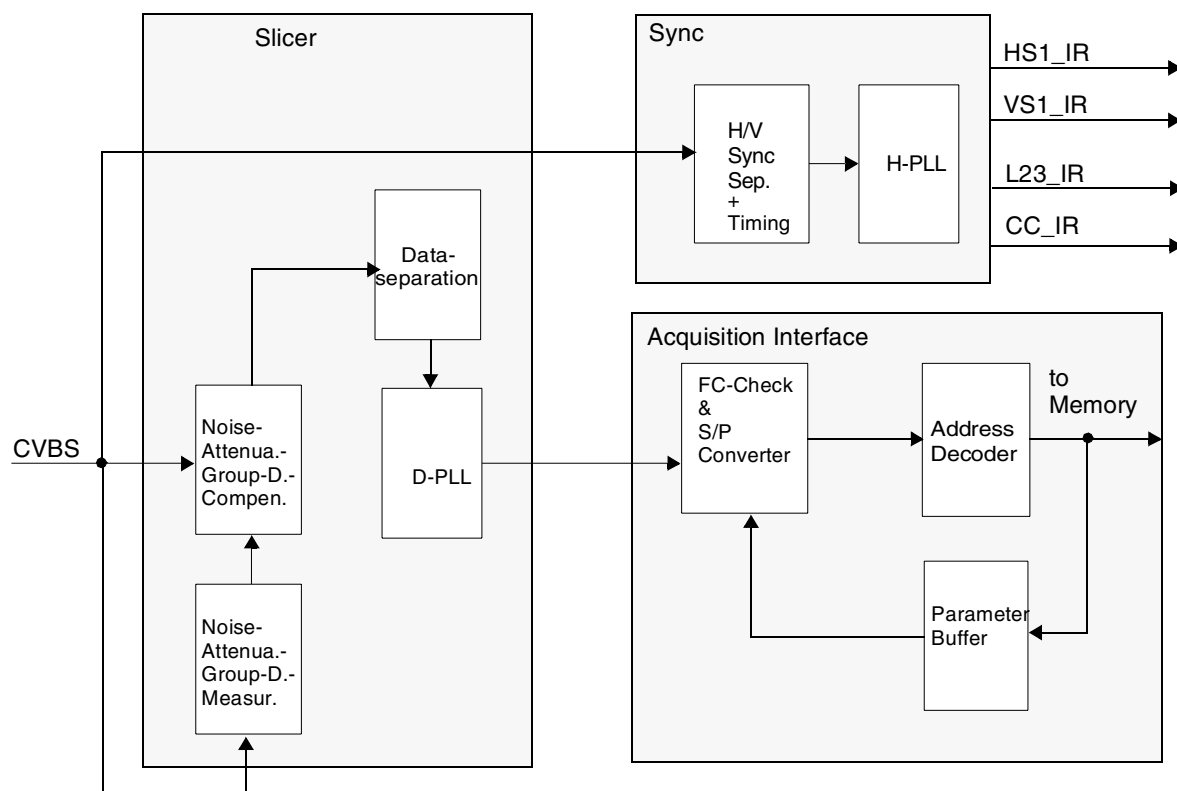 Slicer
Sync
HS1_IR
VS1_IR
L23_IR
CC_IR
H/V
Sync
Sep.
+
Timing
H-PLL
Data-
separation
Acquisition Interface
FC-Check
&
S/P
Converter
Address
Decoder
to
Memory
CVBS
Noise-
Attenua.-
Group-D.-
Compen.
D-PLL
Noise-
Attenua.-
Group-D.-
Measur.
Parameter
Buffer